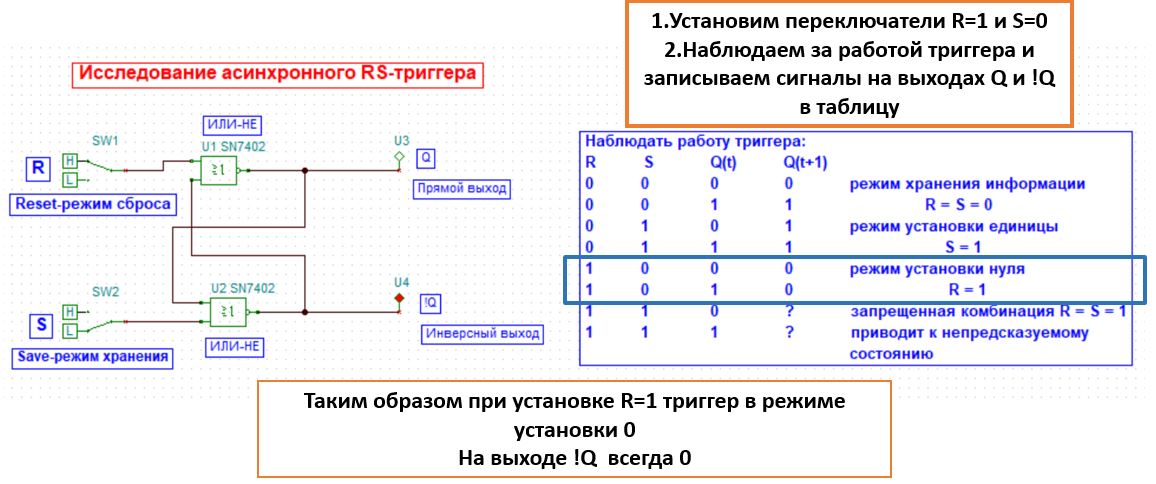 1.Установим переключатели R=1 и S=0
2.Наблюдаем за работой триггера и
записываем сигналы на выходах Q и !Q
в таблицу
Исследование асинхронного RS-триггера
ИЛИ-НЕ
SW1
U1 SN7402
U3
R
H
L
≥1
Q
Reset-режим сброса
Прямой выход
SW2
U2 SN7402
U4
S
H
L
≥1
!Q
Save-режим хранения
ИЛИ-НЕ
Инверсный выход
Наблюдать работу триггера:
R S Q(t) Q(t+1)
0 0 0 0 режим хранения информации
0 0 1 1 R = S = 0
0 1 0 1 режим установки единицы
0 1 1 1 S = 1
1 0 0 0 режим установки нуля
1 0 1 0 R = 1
1 1 0 ? запрещенная комбинация R = S = 1
1 1 1 ? приводит к непредсказуемому
состоянию
Таким образом при установке R=1 триггер в режиме
установки 0
На выходе !Q всегда 0